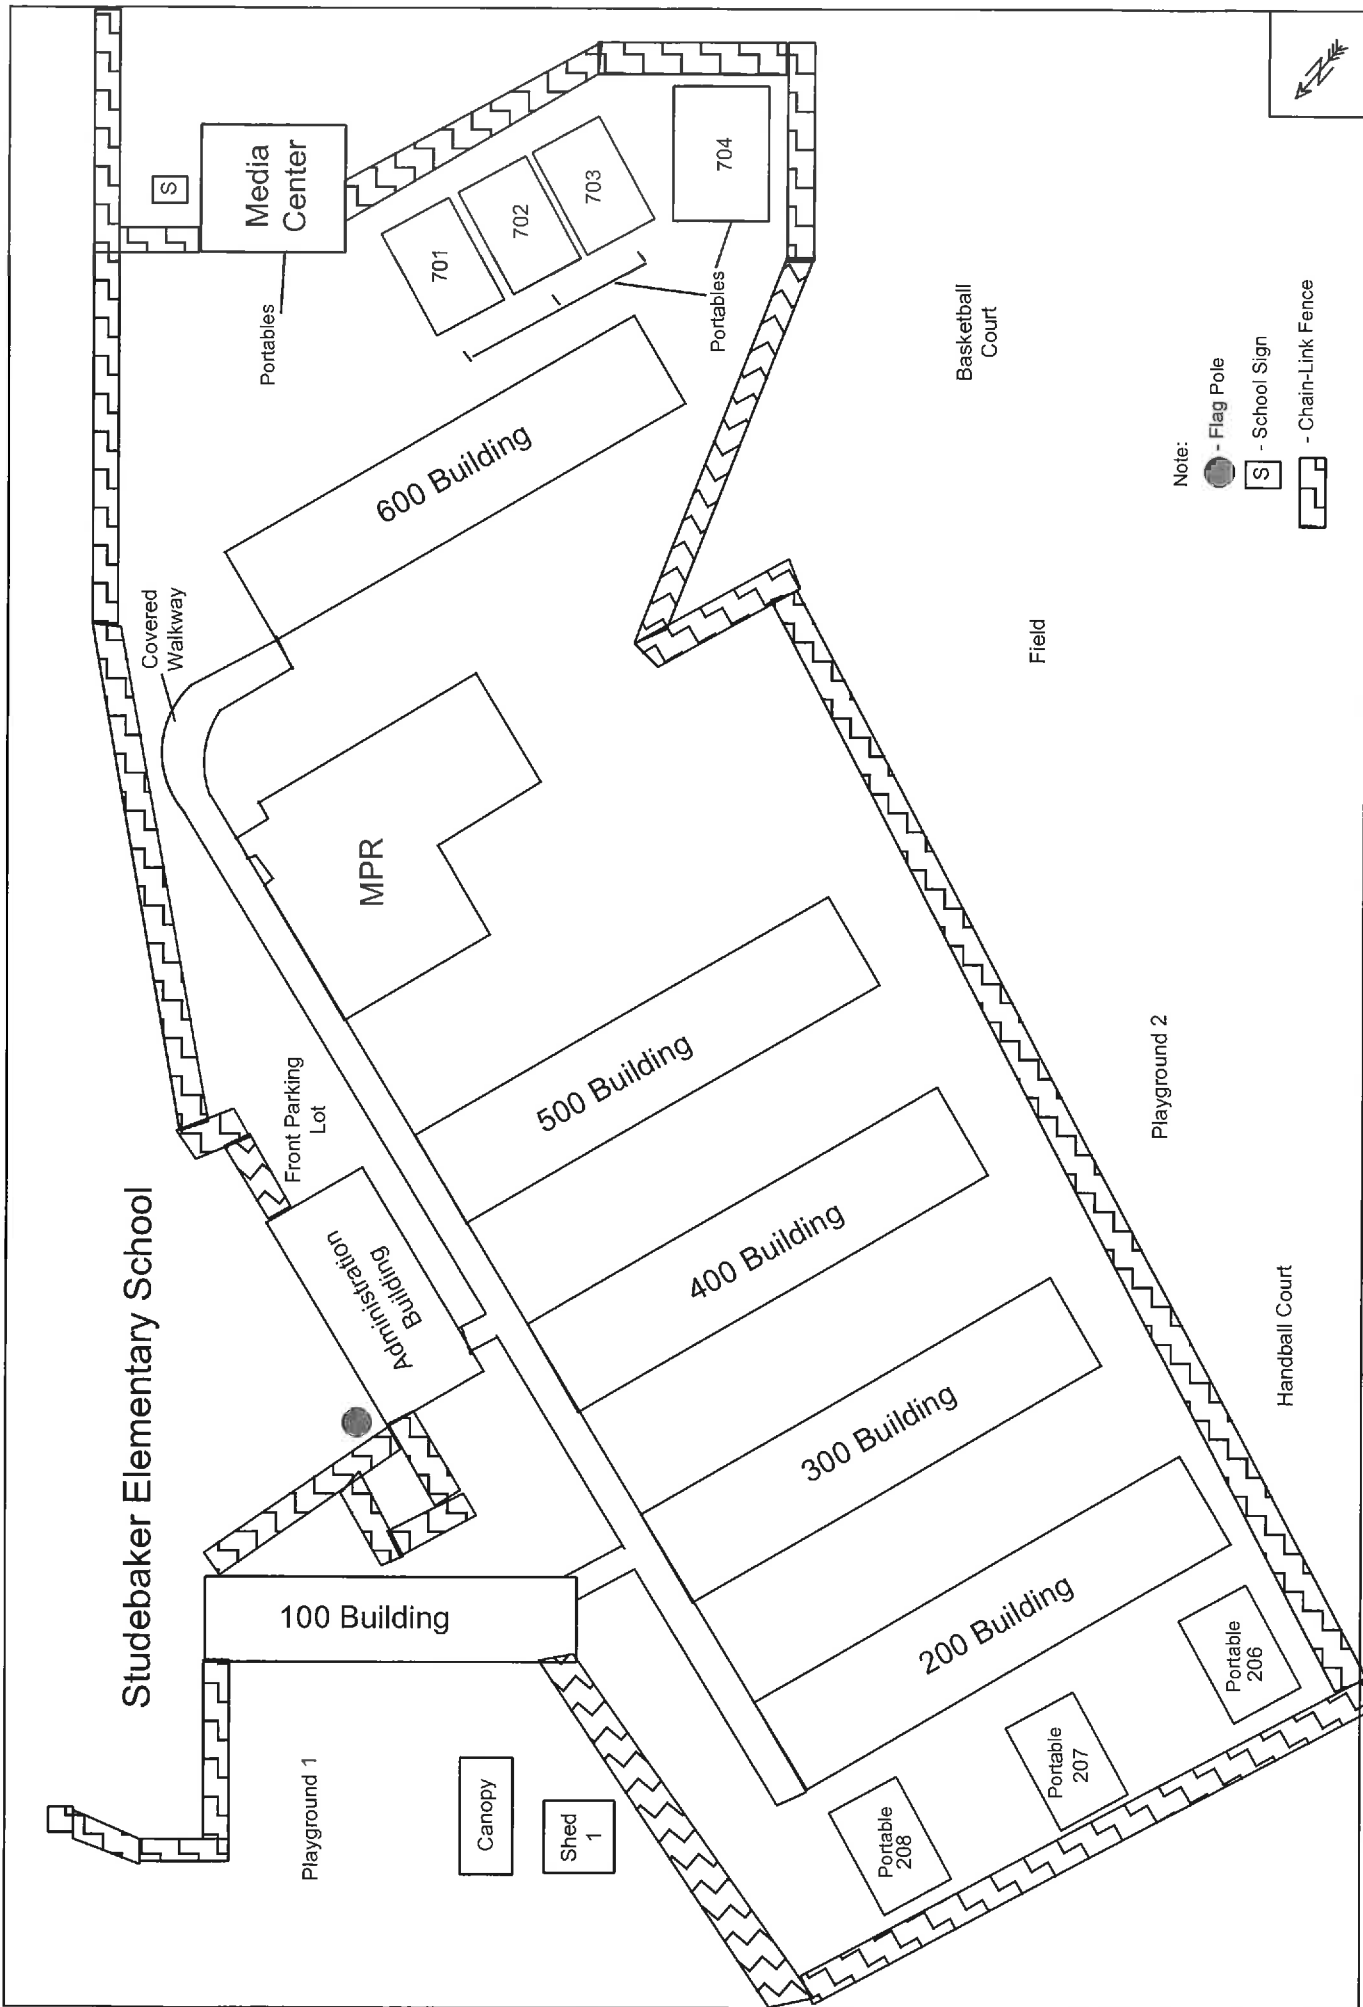 Studebaker Elementary School
Playground 1
Canopy
Shed
1
100 Building
Administration
Building
Front Parking
Lot
Covered
Walkway
Portables
S
Media
Center
701
702
703
704
Portables
600 Building
MPR
500 Building
400 Building
300 Building
200 Building
Portable
208
Portable
207
Portable
206
Handball Court
Playground 2
Field
Basketball
Court
Note:
- Flag Pole
S - School Sign
- Chain-Link Fence
N